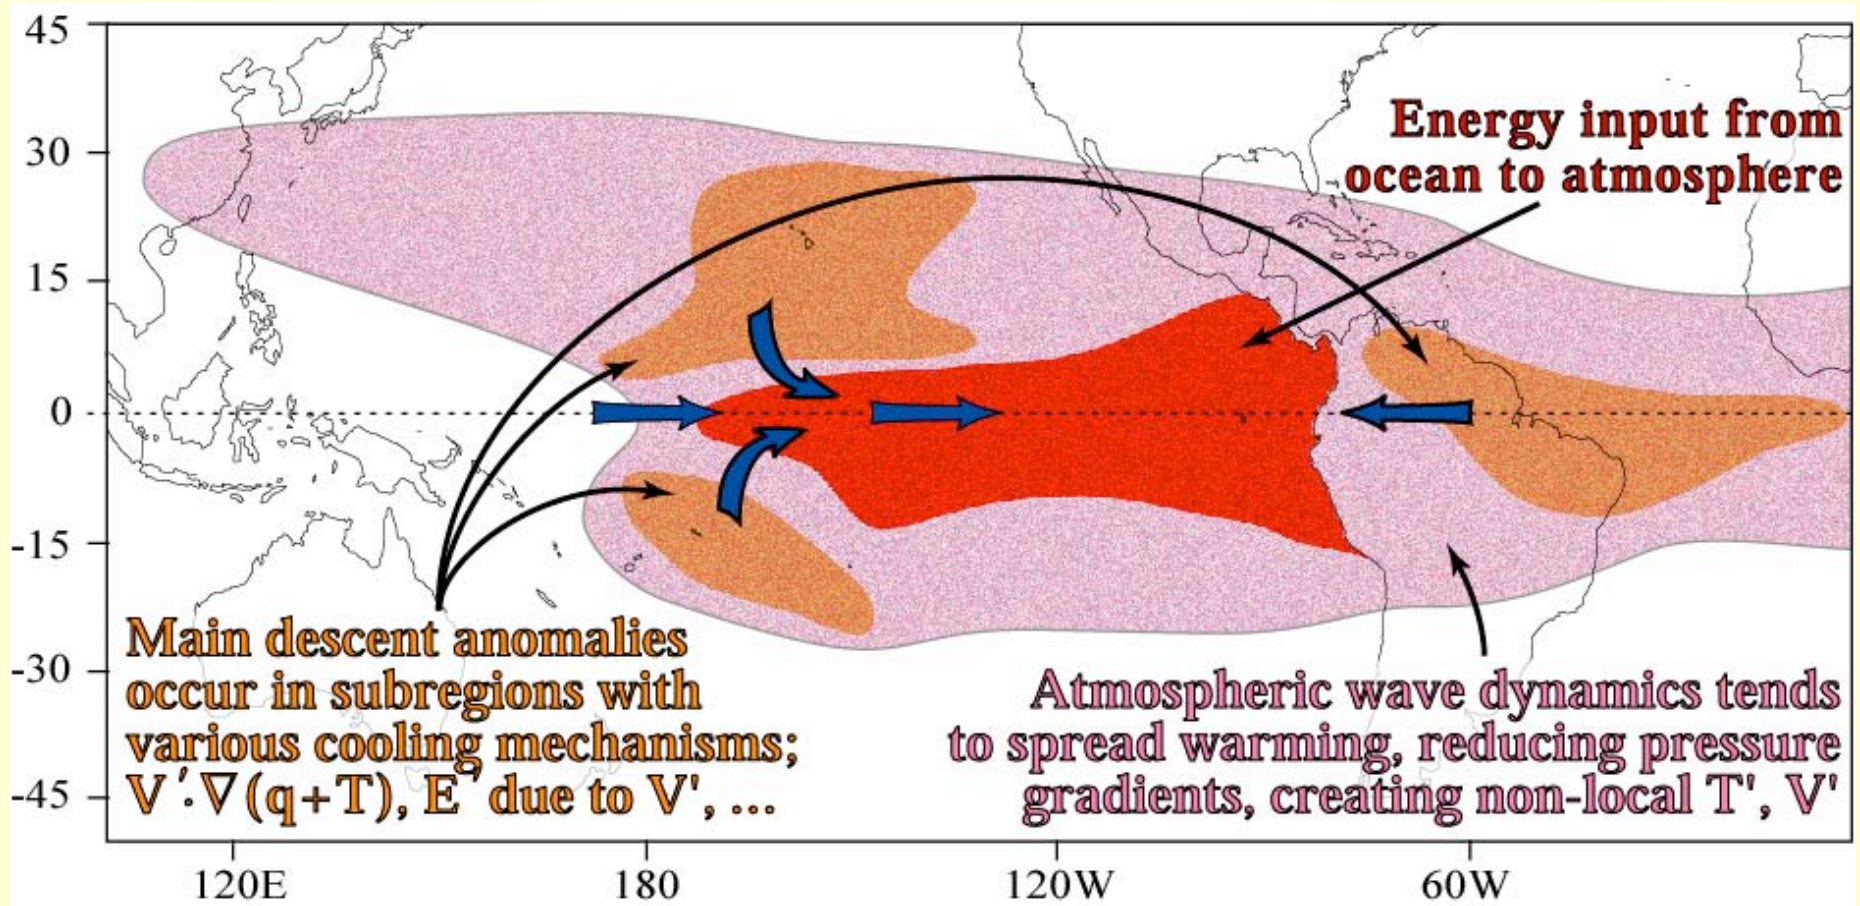 45
30
15
0
-15
-30
-45
120E
180
120W
60W
Energy input from
ocean to atmosphere
Main descent anomalies
occur in subregions with
various cooling mechanisms;
V'·∇(q+T), E' due to V', ...
Atmospheric wave dynamics tends
to spread warming, reducing pressure
gradients, creating non-local T', V'